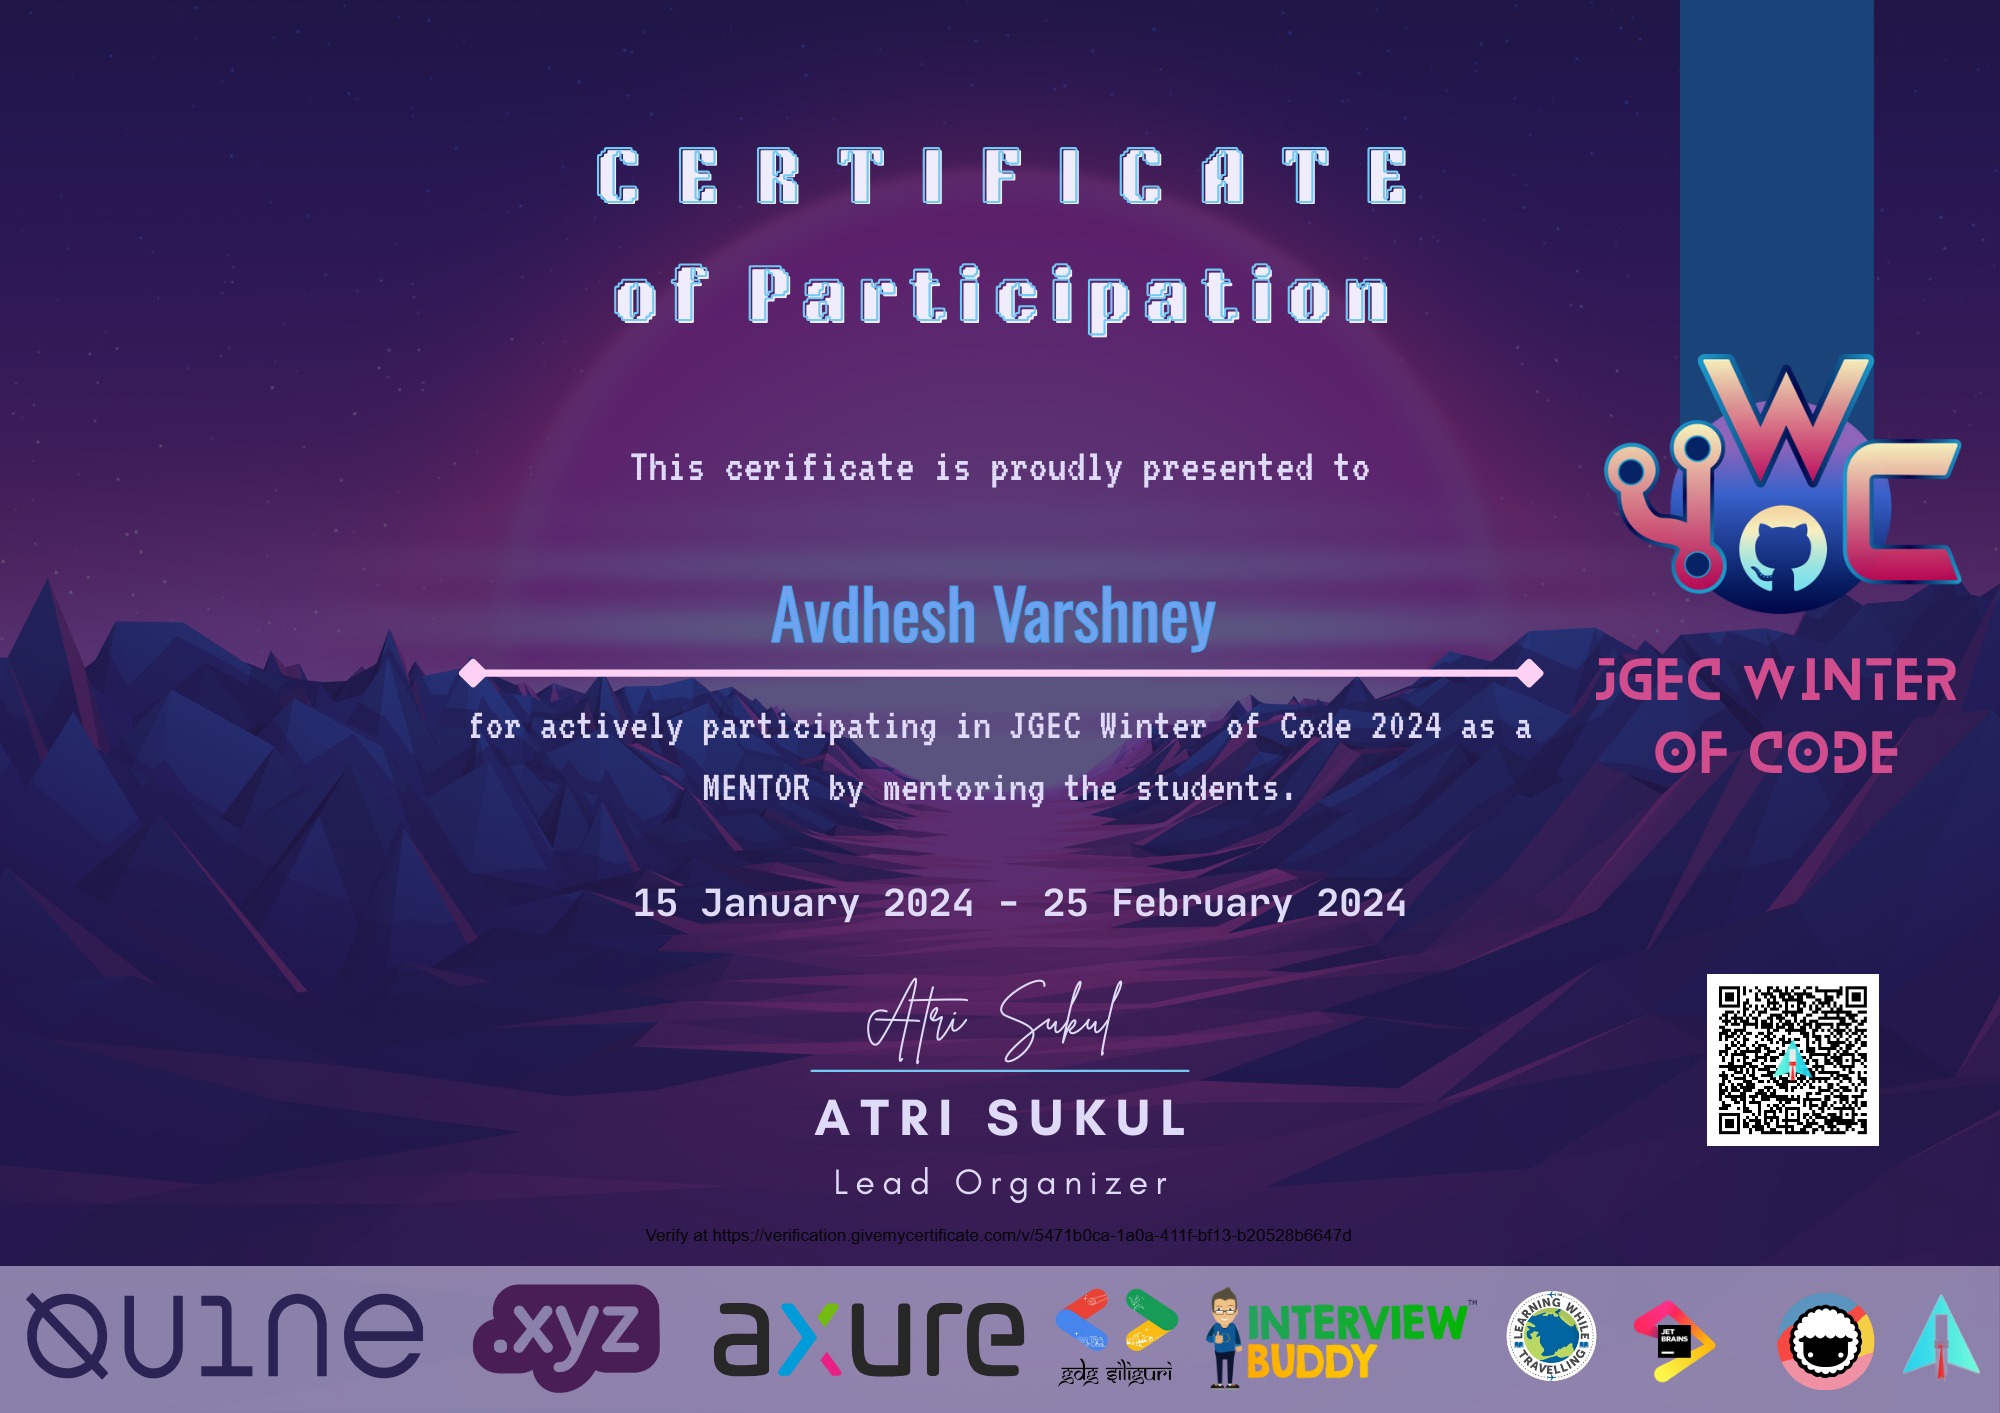 CERTIFICATE
of Participation
This cerificate is proudly presented to
Avdhesh Varshney
for actively participating in JGEC Winter of Code 2024 as a
MENTOR by mentoring the students.
15 January 2024 - 25 February 2024
JWOC
JGEC WINTER
OF CODE
Atri Sukul
ATRI SUKUL
Lead Organizer
Verify at https://verification.givemycertificate.com/v/5471b0ca-1a0a-411f-bf13-b20528b6647d
QUINE
.xyz
axure
gdg siliguri
INTERVIEW™
BUDDY
LEARNING WHILE
TRAVELLING
JET
BRAINS